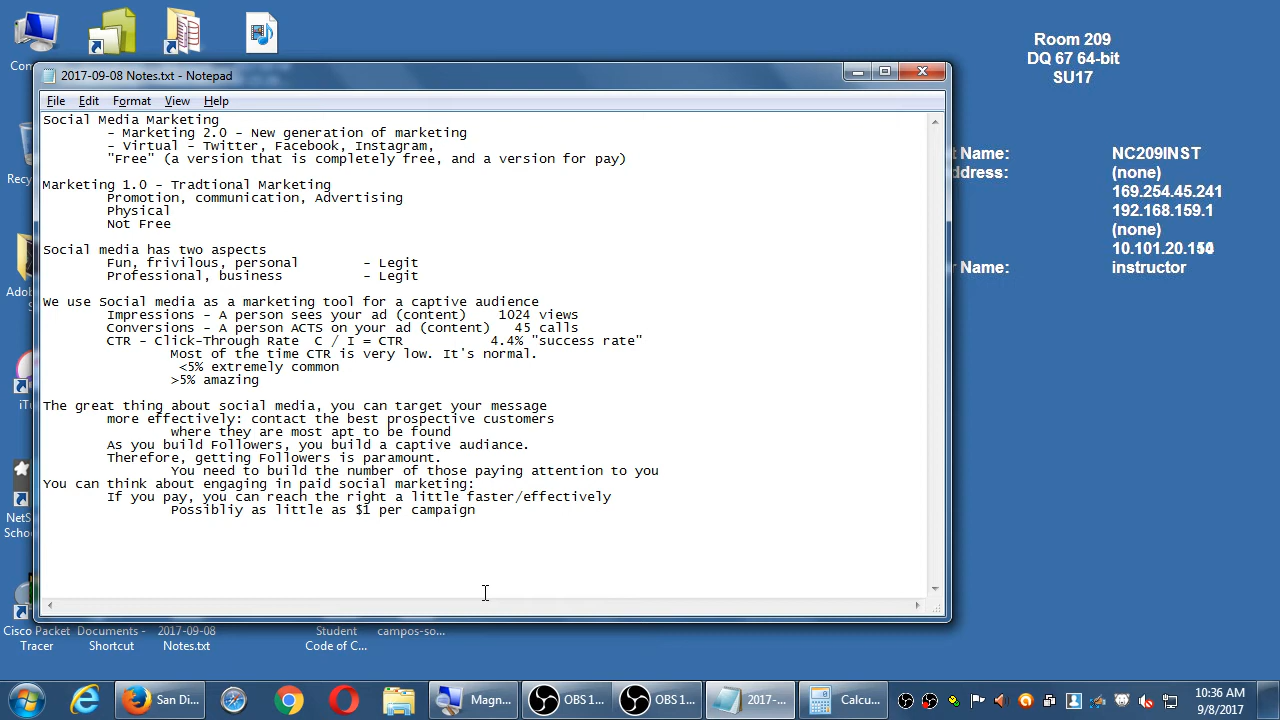 Room 209
DQ 67 64-bit
SU17
2017-09-08 Notes.txt - Notepad
File Edit Format View Help
Social Media Marketing
- Marketing 2.0 - New generation of marketing
- Virtual - Twitter, Facebook, Instagram,
"Free" (a version that is completely free, and a version for pay)
Marketing 1.0 - Tradtional Marketing
Promotion, communication, Advertising
Physical
Not Free
Social media has two aspects
Fun, frivilous, personal - Legit
Professional, business - Legit
We use Social media as a marketing tool for a captive audience
Impressions - A person sees your ad (content) 1024 views
Conversions - A person ACTS on your ad (content) 45 calls
CTR - Click-Through Rate C / I = CTR 4.4% "success rate"
Most of the time CTR is very low. It's normal.
<5% extremely common
>5% amazing
The great thing about social media, you can target your message
more effectively: contact the best prospective customers
where they are most apt to be found
As you build Followers, you build a captive audiance.
Therefore, getting Followers is paramount.
You need to build the number of those paying attention to you
You can think about engaging in paid social marketing:
If you pay, you can reach the right a little faster/effectively
Possibliy as little as $1 per campaign
t Name: NC209INST
ddress: (none)
169.254.45.241
192.168.159.1
(none)
10.101.20.1
r Name: instructor
Com
Recy
Adob
S
iTu
NetS
Scho
Cisco Packet Tracer
Documents - Shortcut
2017-09-08 Notes.txt
Student Code of C...
campos-so...
San Di...
Magn...
OBS 1...
OBS 1...
2017-...
Calcu...
10:36 AM
9/8/2017